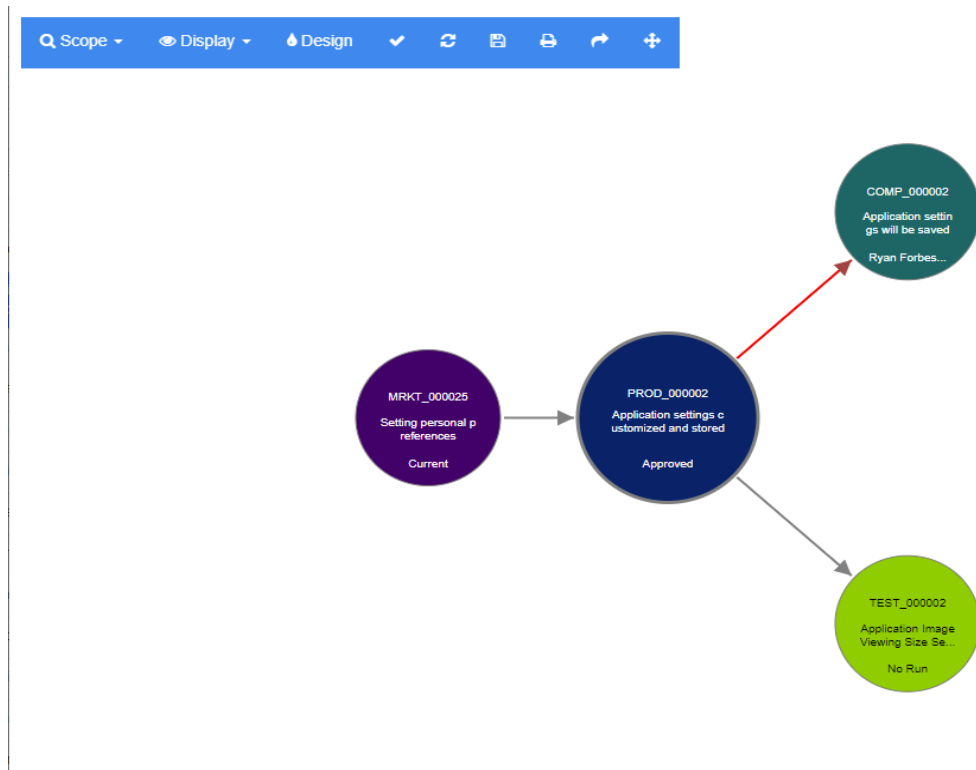 Scope Display Design
COMP_000002
Application settin
gs will be saved
Ryan Forbes...
MRKT_000025
Setting personal p
references
Current
PROD_000002
Application settings c
ustomized and stored
Approved
TEST_000002
Application Image
Viewing Size Se...
No Run